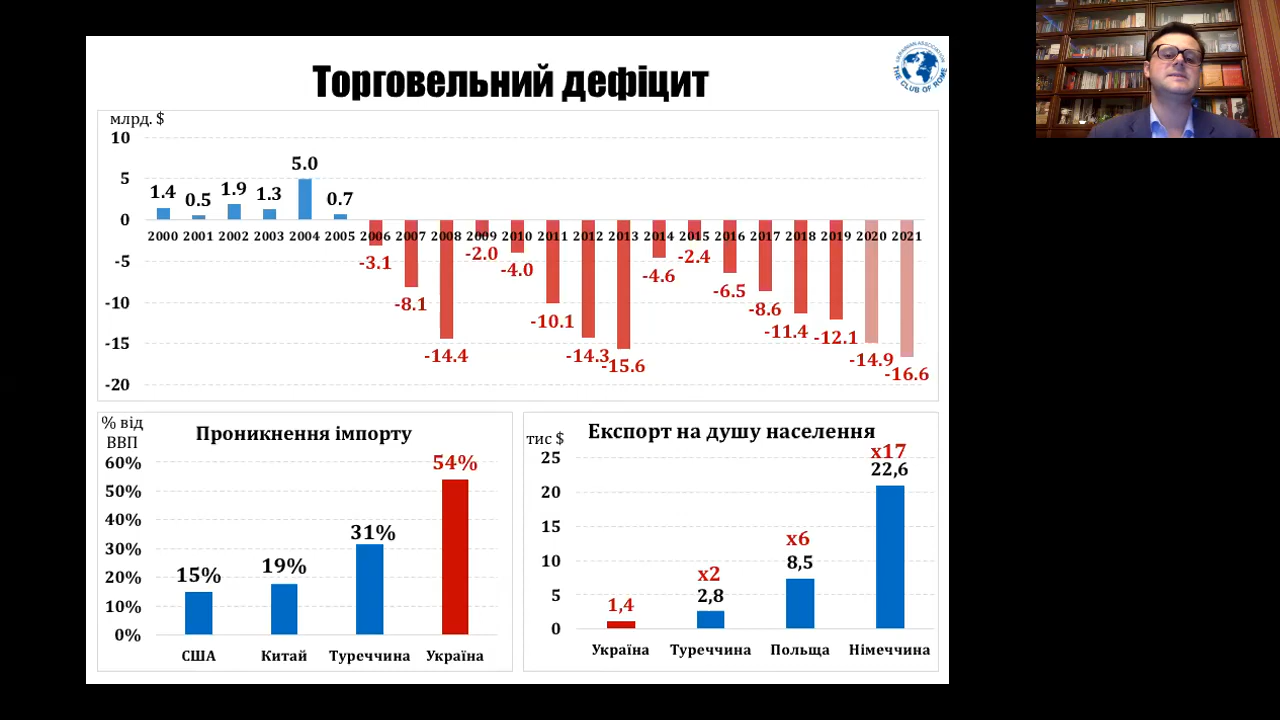 Торговельний дефіцит
UKRAINIAN ASSOCIATION
THE CLUB OF ROME
млрд. $
10
5
0
-5
-10
-15
-20
1.4 0.5 1.9 1.3 5.0 0.7
2000 2001 2002 2003 2004 2005 2006 2007 2008 2009 2010 2011 2012 2013 2014 2015 2016 2017 2018 2019 2020 2021
-3.1 -8.1 -14.4 -2.0 -4.0 -10.1 -14.3 -15.6 -4.6 -2.4 -6.5 -8.6 -11.4 -12.1 -14.9 -16.6
% від
ВВП
Проникнення імпорту
60%
50%
40%
30%
20%
10%
0%
15% 19% 31% 54%
США Китай Туреччина Україна
тис $
Експорт на душу населення
25
20
15
10
5
0
x2 x6 x17
1,4 2,8 8,5 22,6
Україна Туреччина Польща Німеччина